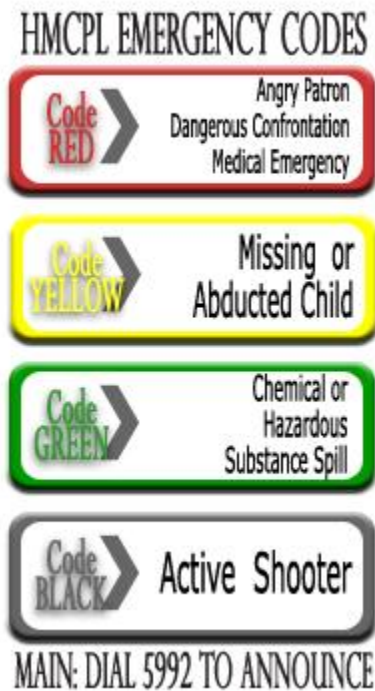 HMCPL EMERGENCY CODES
Code
RED
Angry Patron
Dangerous Confrontation
Medical Emergency
Code
YELLOW
Missing or
Abducted Child
Code
GREEN
Chemical or
Hazardous
Substance Spill
Code
BLACK
Active Shooter
MAIN: DIAL 5992 TO ANNOUNCE